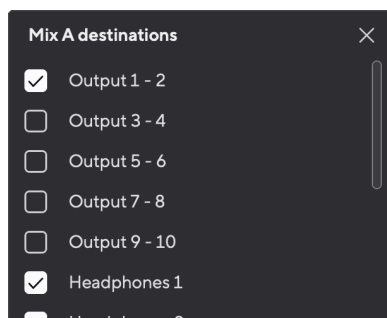 Mix A destinations
Output 1 - 2
Output 3 - 4
Output 5 - 6
Output 7 - 8
Output 9 - 10
Headphones 1